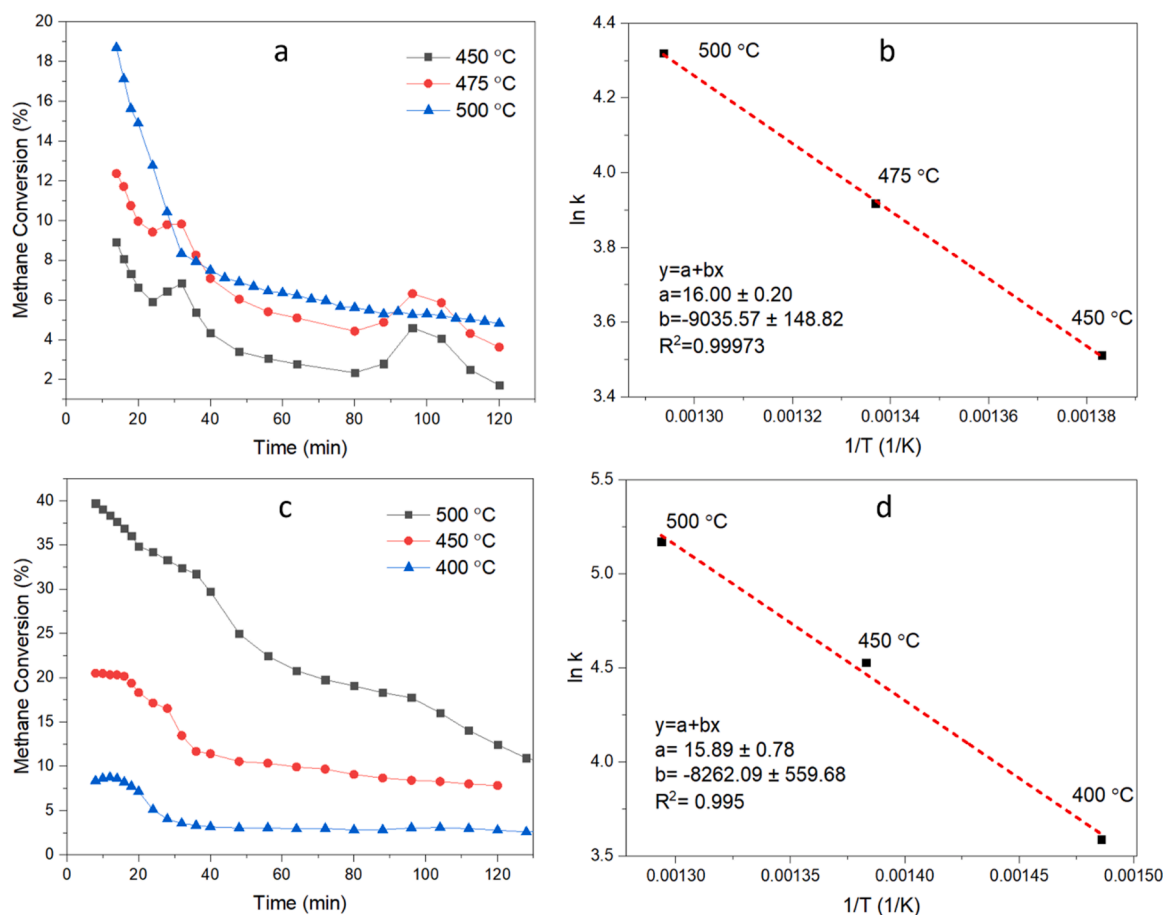 a
450 °C
475 °C
500 °C
20
18
16
14
12
10
8
6
4
2
0
20
40
60
80
100
120
Methane Conversion (%)
Time (min)
b
500 °C
475 °C
450 °C
y=a+bx
a=16.00 ± 0.20
b=-9035.57 ± 148.82
R²=0.99973
4.4
4.2
4.0
3.8
3.6
3.4
0.00130
0.00132
0.00134
0.00136
0.00138
ln k
1/T (1/K)
c
500 °C
450 °C
400 °C
40
35
30
25
20
15
10
5
0
0
20
40
60
80
100
120
Methane Conversion (%)
Time (min)
d
500 °C
450 °C
400 °C
y=a+bx
a= 15.89 ± 0.78
b= -8262.09 ± 559.68
R²= 0.995
5.5
5.0
4.5
4.0
3.5
0.00130
0.00135
0.00140
0.00145
0.00150
ln k
1/T (1/K)